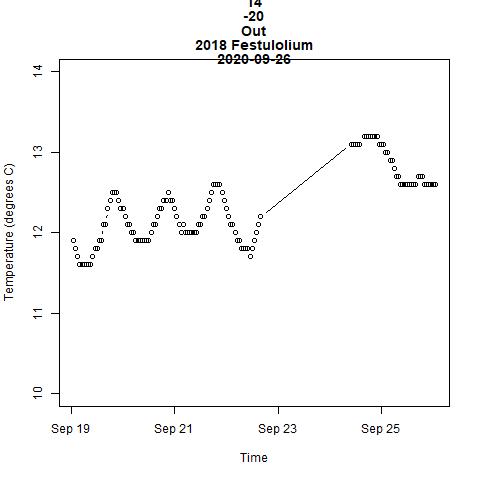 14
-20
Out
2018 Festulolium
2020-09-26
Temperature (degrees C)
14
13
12
11
10
Sep 19
Sep 21
Sep 23
Sep 25
Time